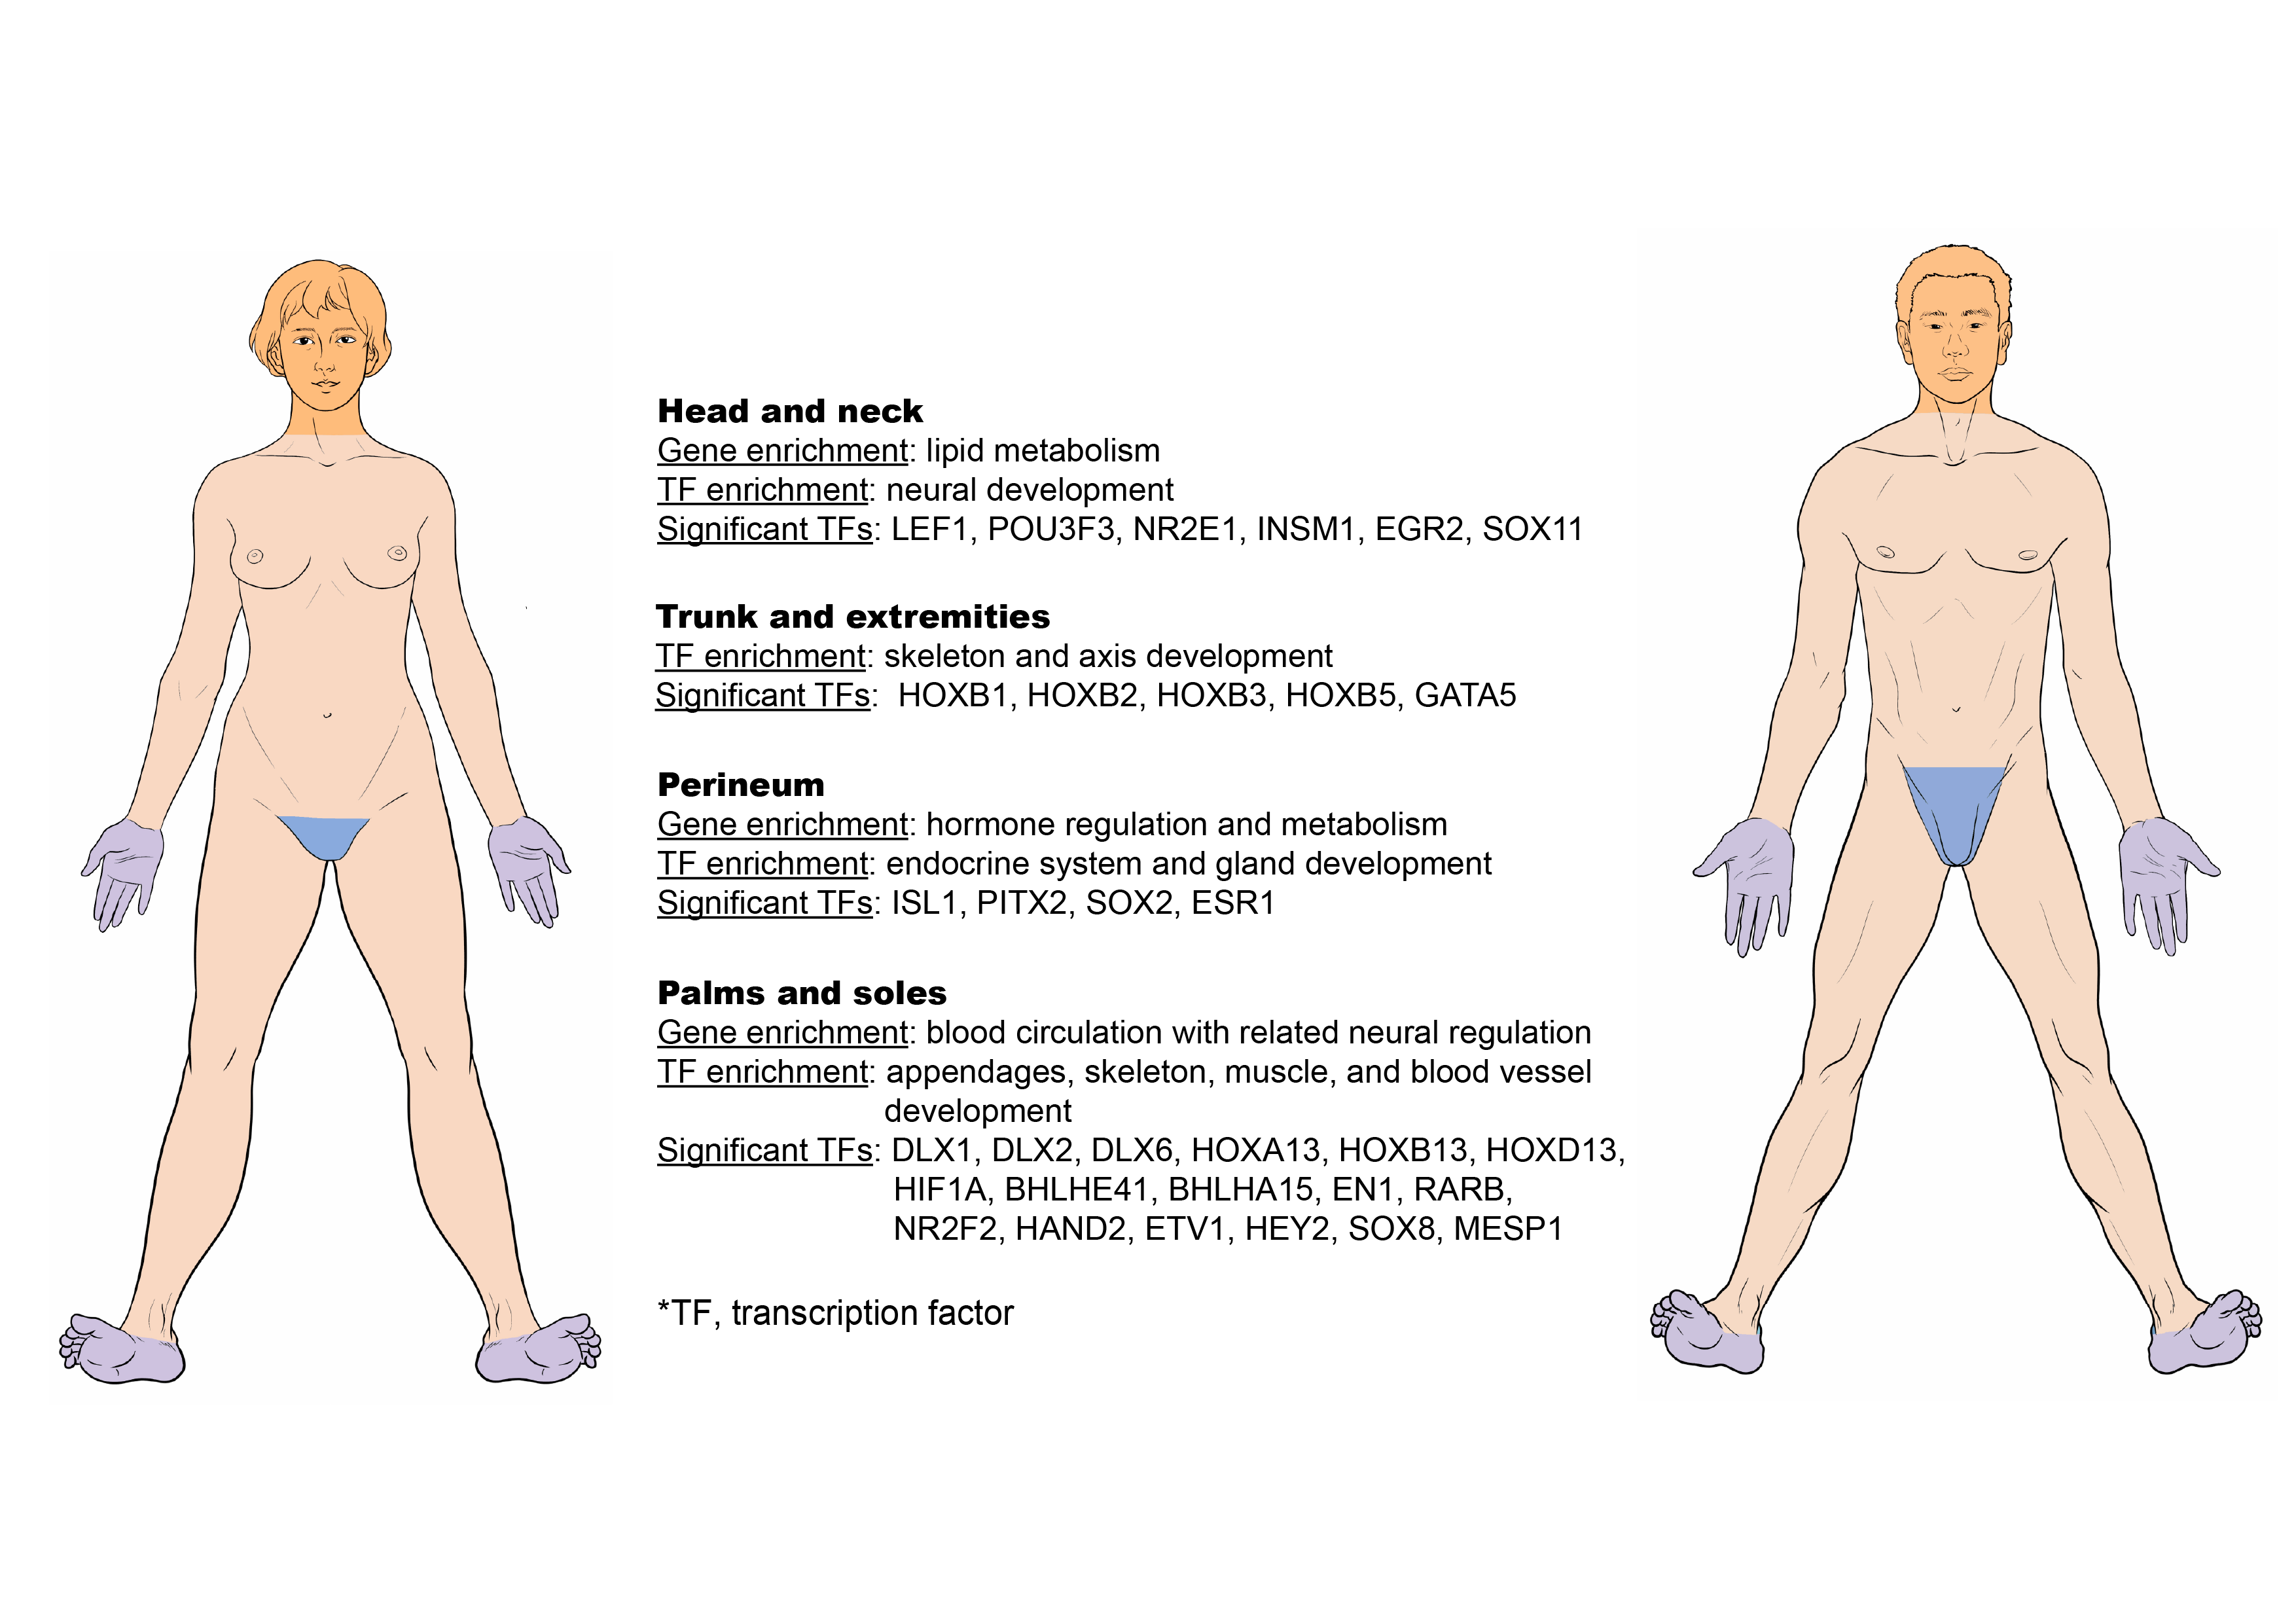 Head and neck
Gene enrichment: lipid metabolism
TF enrichment: neural development
Significant TFs: LEF1, POU3F3, NR2E1, INSM1, EGR2, SOX11
Trunk and extremities
TF enrichment: skeleton and axis development
Significant TFs: HOXB1, HOXB2, HOXB3, HOXB5, GATA5
Perineum
Gene enrichment: hormone regulation and metabolism
TF enrichment: endocrine system and gland development
Significant TFs: ISL1, PITX2, SOX2, ESR1
Palms and soles
Gene enrichment: blood circulation with related neural regulation
TF enrichment: appendages, skeleton, muscle, and blood vessel
development
Significant TFs: DLX1, DLX2, DLX6, HOXA13, HOXB13, HOXD13,
HIF1A, BHLHE41, BHLHA15, EN1, RARB,
NR2F2, HAND2, ETV1, HEY2, SOX8, MESP1
*TF, transcription factor